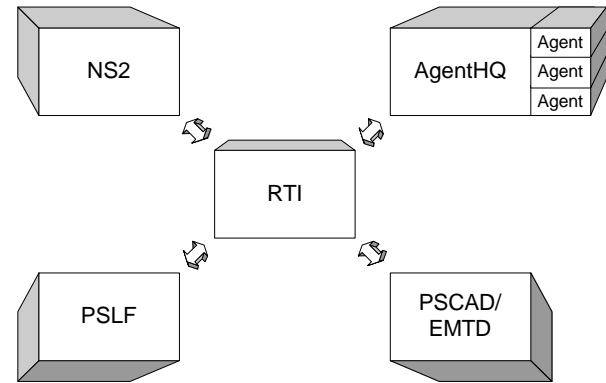 NS2
AgentHQ
Agent
Agent
Agent
RTI
PSLF
PSCAD/
EMTD